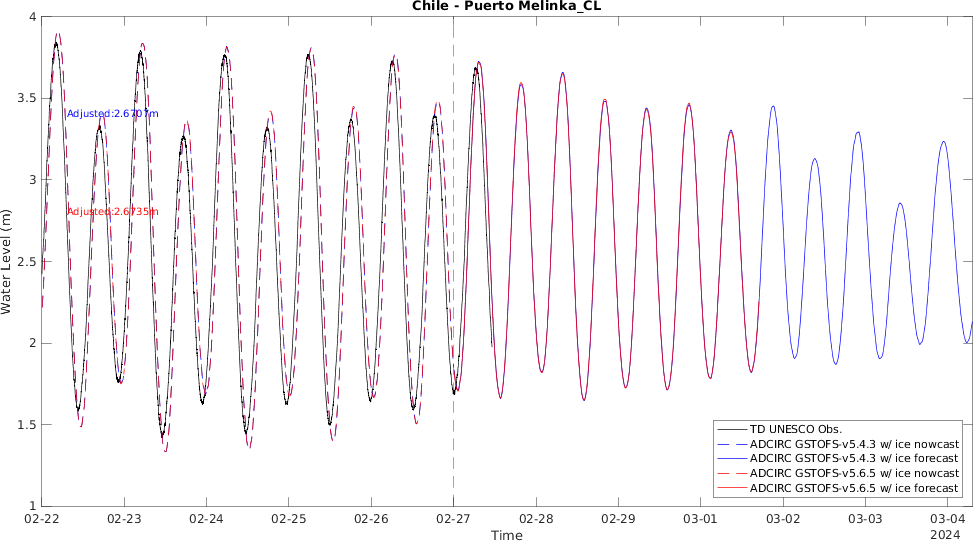 Chile - Puerto Melinka_CL
4
3.5
3
2.5
2
1.5
1
Water Level (m)
Adjusted:2.6707m
Adjusted:2.6735m
TD UNESCO Obs.
ADCIRC GSTOFS-v5.4.3 w/ ice nowcast
ADCIRC GSTOFS-v5.4.3 w/ ice forecast
ADCIRC GSTOFS-v5.6.5 w/ ice nowcast
ADCIRC GSTOFS-v5.6.5 w/ ice forecast
02-22 02-23 02-24 02-25 02-26 02-27 02-28 02-29 03-01 03-02 03-03 03-04
Time 2024